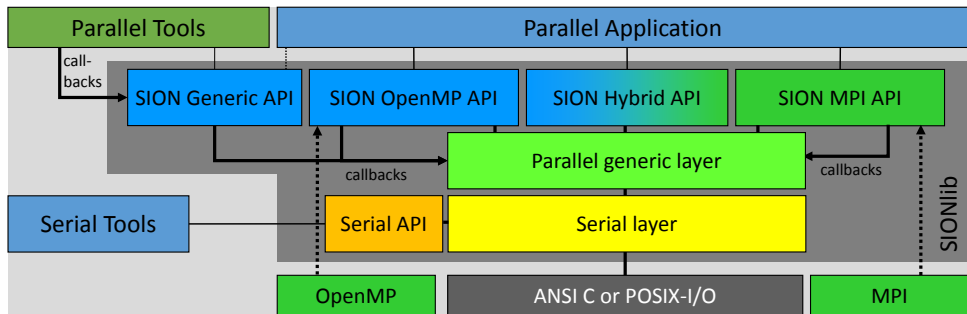 Parallel Tools
Parallel Application
call-
backs
SION Generic API
SION OpenMP API
SION Hybrid API
SION MPI API
Parallel generic layer
callbacks
callbacks
Serial Tools
Serial API
Serial layer
SIONlib
OpenMP
ANSI C or POSIX-I/O
MPI